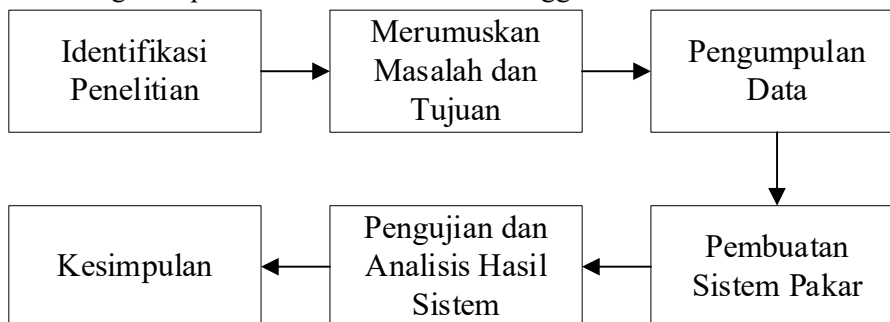 Identifikasi
Penelitian
Merumuskan
Masalah dan
Tujuan
Pengumpulan
Data
Pembuatan
Sistem Pakar
Pengujian dan
Analisis Hasil
Sistem
Kesimpulan